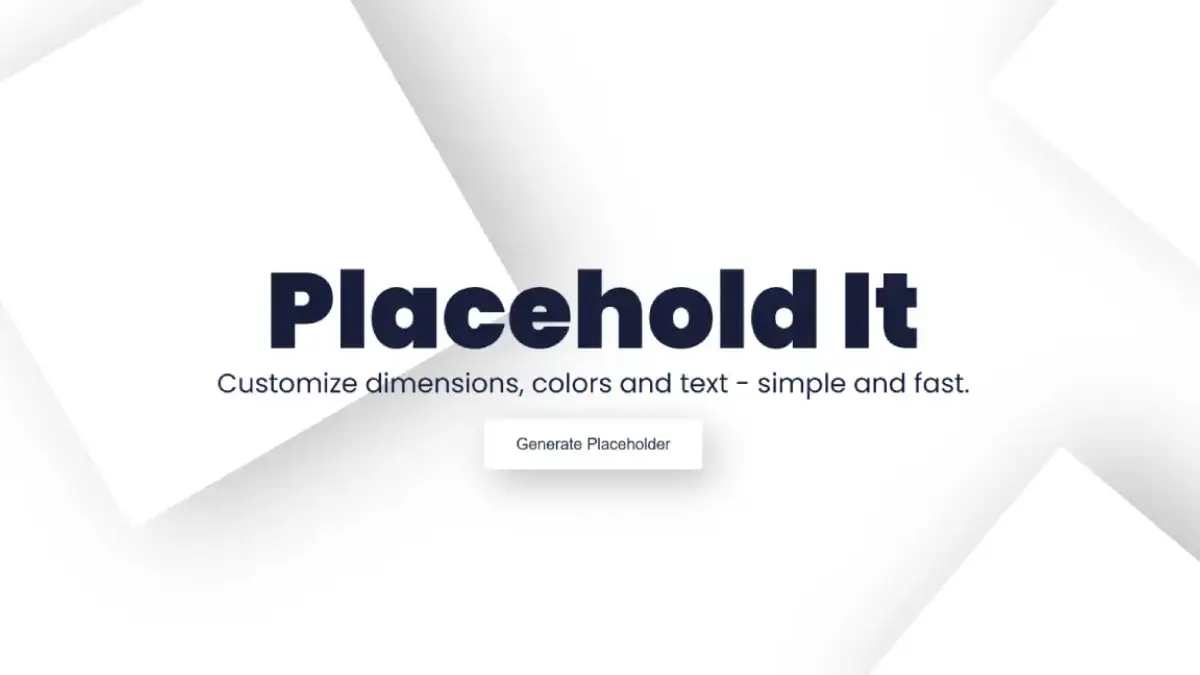 Placehold It
Customize dimensions, colors and text - simple and fast.
Generate Placeholder